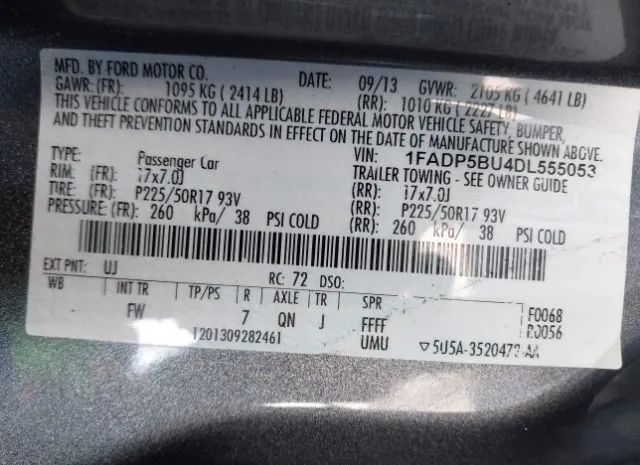 MFD. BY FORD MOTOR CO.
DATE: 09/13 GVWR: 2105 KG ( 4641 LB)
GAWR: (FR): 1095 KG ( 2414 LB) (RR): 1010 KG ( 2227 LB)
THIS VEHICLE CONFORMS TO ALL APPLICABLE FEDERAL MOTOR VEHICLE SAFETY, BUMPER,
AND THEFT PREVENTION STANDARDS IN EFFECT ON THE DATE OF MANUFACTURE SHOWN ABOVE.
VIN: 1FADP5BU4DL555053
TYPE: Passenger Car TRAILER TOWING - SEE OWNER GUIDE
RIM: (FR): 17x7.0J (RR): 17x7.0J
TIRE: (FR): P225/50R17 93V (RR): P225/50R17 93V
PRESSURE: (FR): 260 kPa/ 38 PSI COLD (RR): 260 kPa/ 38 PSI COLD
EXT PNT: UJ RC: 72 DSO:
WB INT TR TP/PS R AXLE TR SPR F0068
FW 7 QN J FFFF R0056
1201309282461 UMU ▽5U5A-3520472-AA